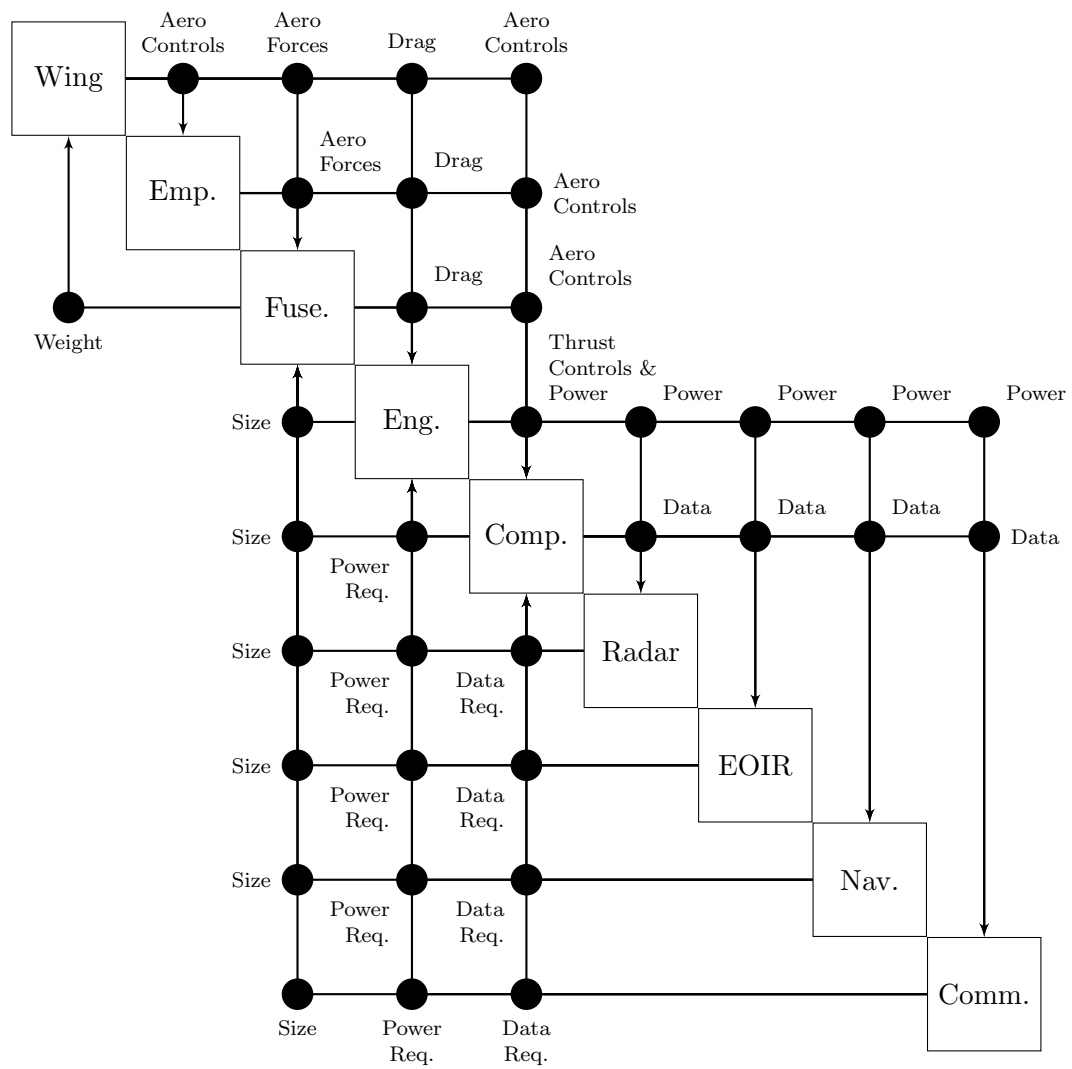 Aero
Controls
Aero
Forces
Drag
Aero
Controls
Wing
Aero
Forces
Drag
Emp.
Aero
Controls
Drag
Aero
Controls
Fuse.
Weight
Thrust
Controls &
Power
Power
Power
Power
Power
Size
Eng.
Data
Data
Data
Size
Comp.
Data
Power
Req.
Size
Radar
Power
Req.
Data
Req.
Size
EOIR
Power
Req.
Data
Req.
Size
Nav.
Power
Req.
Data
Req.
Comm.
Size
Power
Req.
Data
Req.